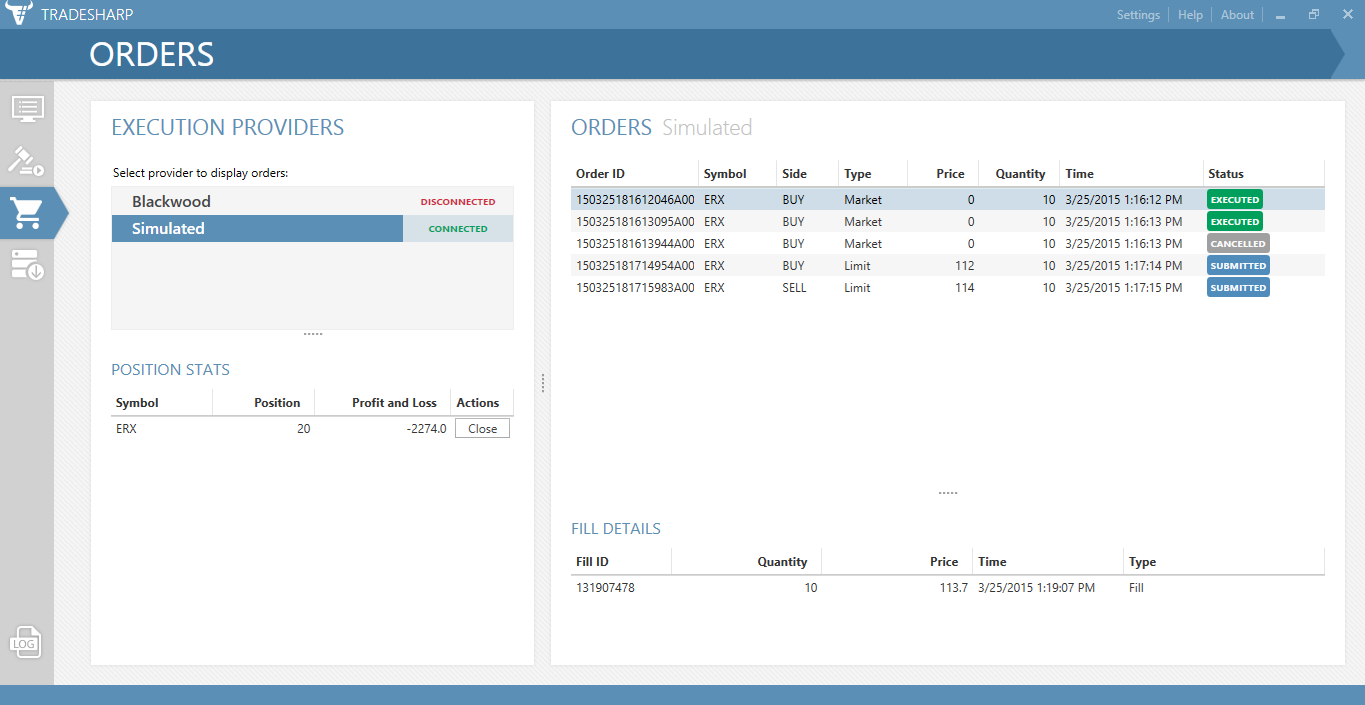 TRADESHARP
Settings Help About
ORDERS
EXECUTION PROVIDERS
Select provider to display orders:
Blackwood DISCONNECTED
Simulated CONNECTED
POSITION STATS
Symbol Position Profit and Loss Actions
ERX 20 -2274.0 Close
ORDERS Simulated
Order ID Symbol Side Type Price Quantity Time Status
150325181612046A00 ERX BUY Market 0 10 3/25/2015 1:16:12 PM EXECUTED
150325181613095A00 ERX BUY Market 0 10 3/25/2015 1:16:13 PM EXECUTED
150325181613944A00 ERX BUY Market 0 10 3/25/2015 1:16:13 PM CANCELLED
150325181714954A00 ERX BUY Limit 112 10 3/25/2015 1:17:14 PM SUBMITTED
150325181715983A00 ERX SELL Limit 114 10 3/25/2015 1:17:15 PM SUBMITTED
FILL DETAILS
Fill ID Quantity Price Time Type
131907478 10 113.7 3/25/2015 1:19:07 PM Fill
LOG